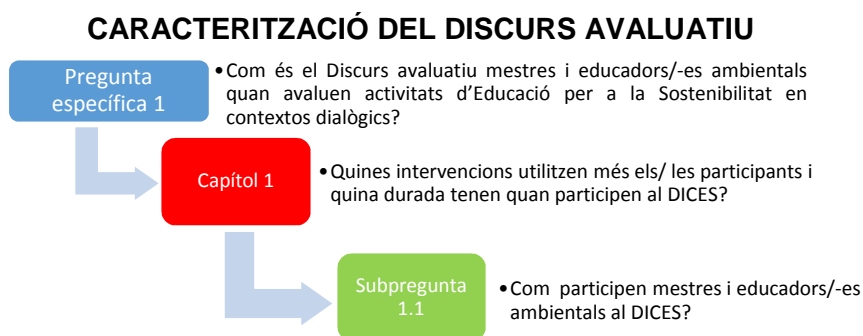 CARACTERITZACIÓ DEL DISCURS AVALUATIU
Pregunta
específica 1
•Com és el Discurs avaluatiu mestres i educadors/-es ambientals
quan avaluen activitats d'Educació per a la Sostenibilitat en
contextos dialògics?
Capítol 1
•Quines intervencions utilitzen més els/ les participants i
quina durada tenen quan participen al DICES?
Subpregunta
1.1
•Com participen mestres i educadors/-es
ambientals al DICES?